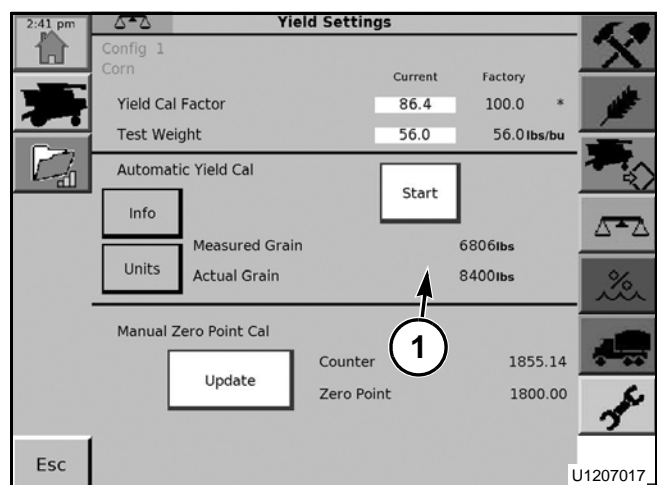 2:41 pm
Yield Settings
Config 1
Corn
Current Factory
Yield Cal Factor 86.4 100.0 *
Test Weight 56.0 56.0 lbs/bu
Automatic Yield Cal
Start
Info
Measured Grain 6806lbs
Units
Actual Grain 8400lbs
1
Manual Zero Point Cal
Update
Counter 1855.14
Zero Point 1800.00
%
Esc
U1207017